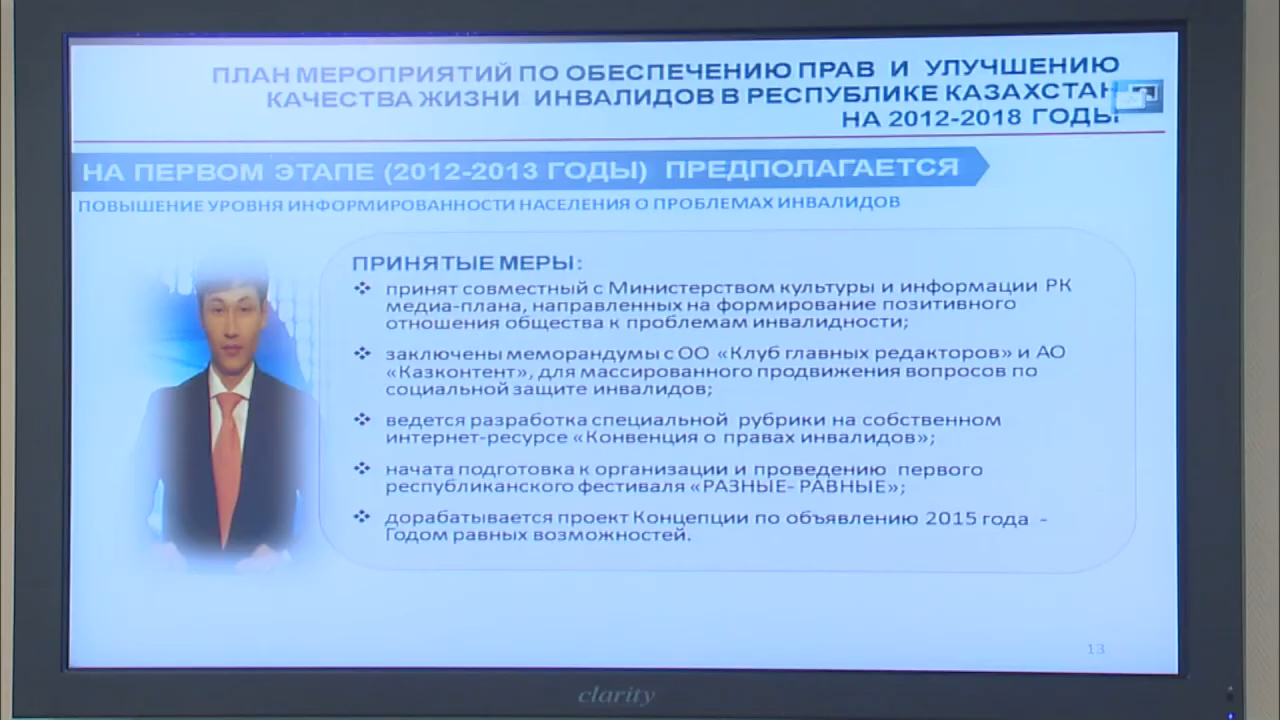 ПЛАН МЕРОПРИЯТИЙ ПО ОБЕСПЕЧЕНИЮ ПРАВ И УЛУЧШЕНИЮ
КАЧЕСТВА ЖИЗНИ ИНВАЛИДОВ В РЕСПУБЛИКЕ КАЗАХСТАН
НА 2012-2018 ГОДЫ
НА ПЕРВОМ ЭТАПЕ (2012-2013 ГОДЫ) ПРЕДПОЛАГАЕТСЯ
ПОВЫШЕНИЕ УРОВНЯ ИНФОРМИРОВАННОСТИ НАСЕЛЕНИЯ О ПРОБЛЕМАХ ИНВАЛИДОВ
ПРИНЯТЫЕ МЕРЫ:
❖ принят совместный с Министерством культуры и информации РК
медиа-плана, направленных на формирование позитивного
отношения общества к проблемам инвалидности;
❖ заключены меморандумы с ОО «Клуб главных редакторов» и АО
«Казконтент», для массированного продвижения вопросов по
социальной защите инвалидов;
❖ ведется разработка специальной рубрики на собственном
интернет-ресурсе «Конвенция о правах инвалидов»;
❖ начата подготовка к организации и проведению первого
республиканского фестиваля «РАЗНЫЕ- РАВНЫЕ»;
❖ дорабатывается проект Концепции по объявлению 2015 года -
Годом равных возможностей.
13
clarity